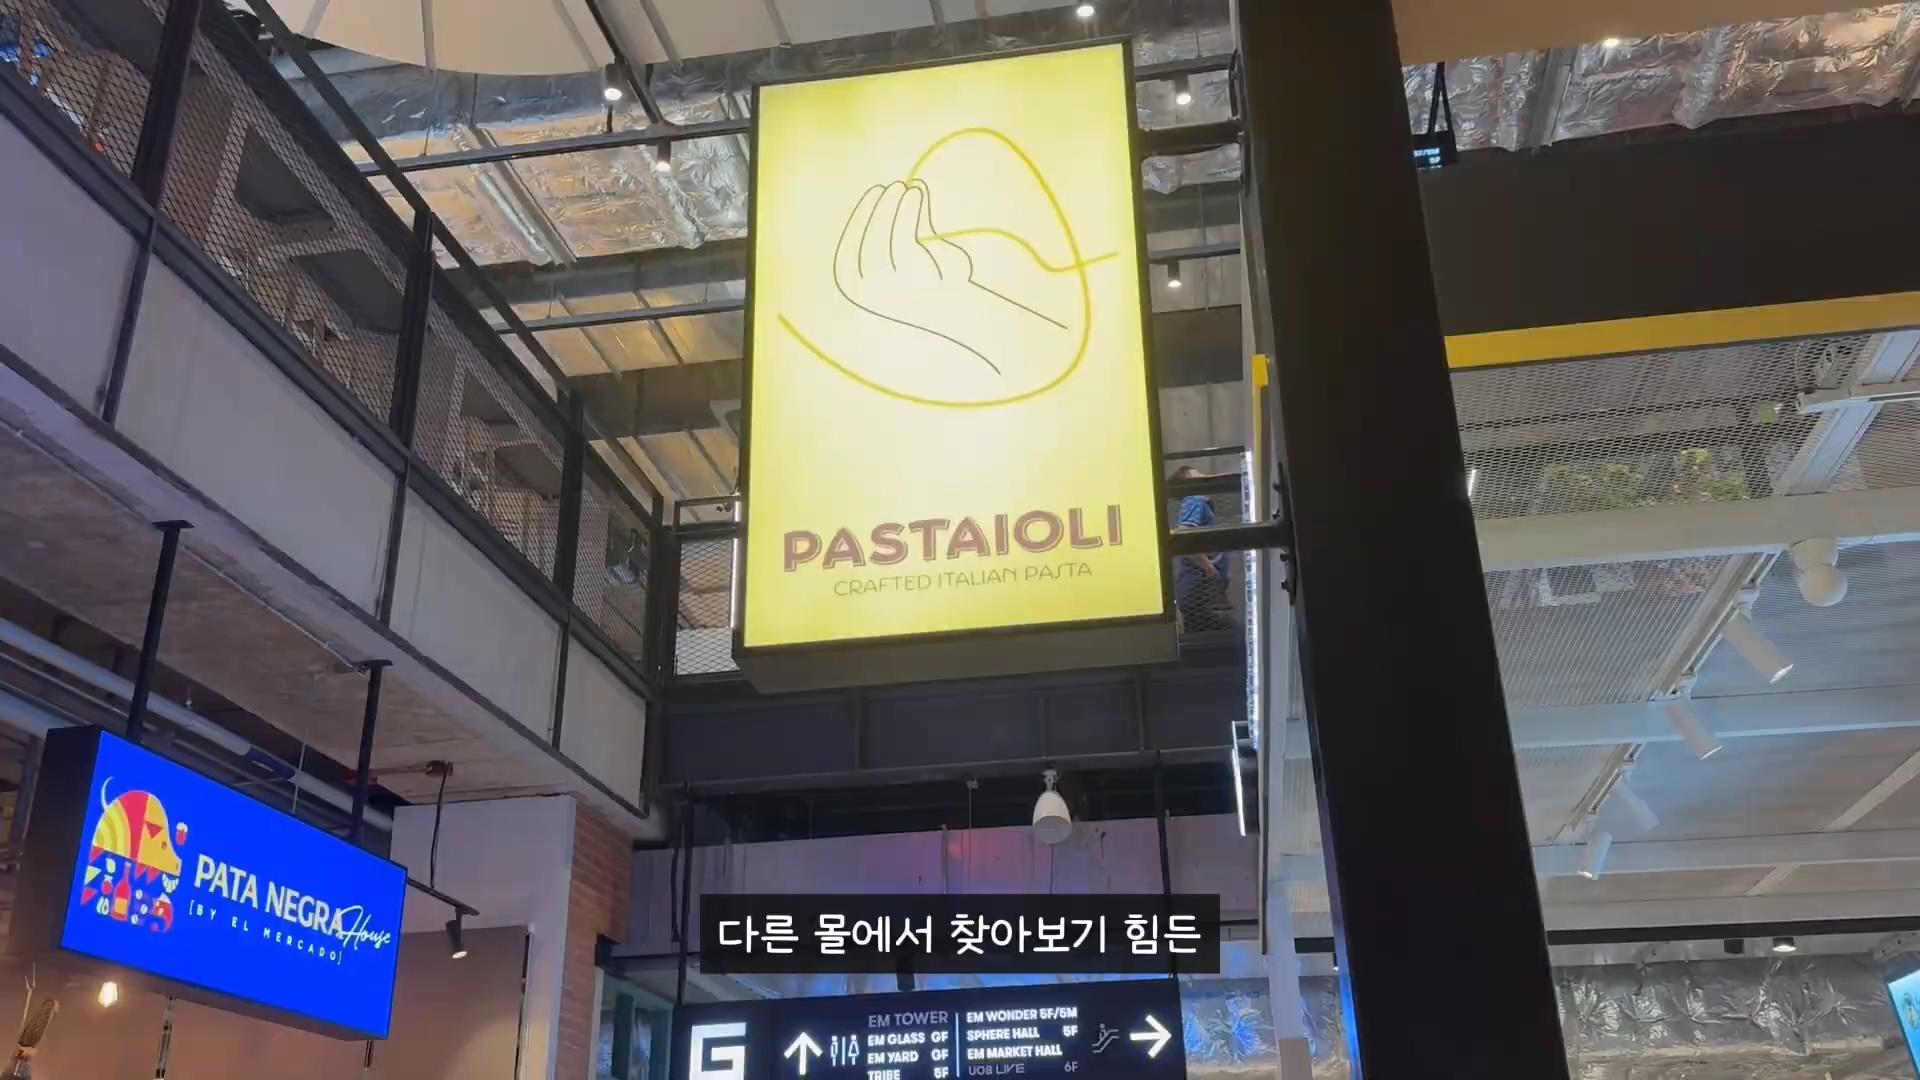 PASTAIOLI
CRAFTED ITALIAN PASTA
PATA NEGRA House
[BY EL MERCADO]
다른 몰에서 찾아보기 힘든
G
EM TOWER
EM GLASS GF
EM YARD GF
TRIBE 5F
EM WONDER 5F/5M
SPHERE HALL 5F
EM MARKET HALL
UOB LIVE 6F